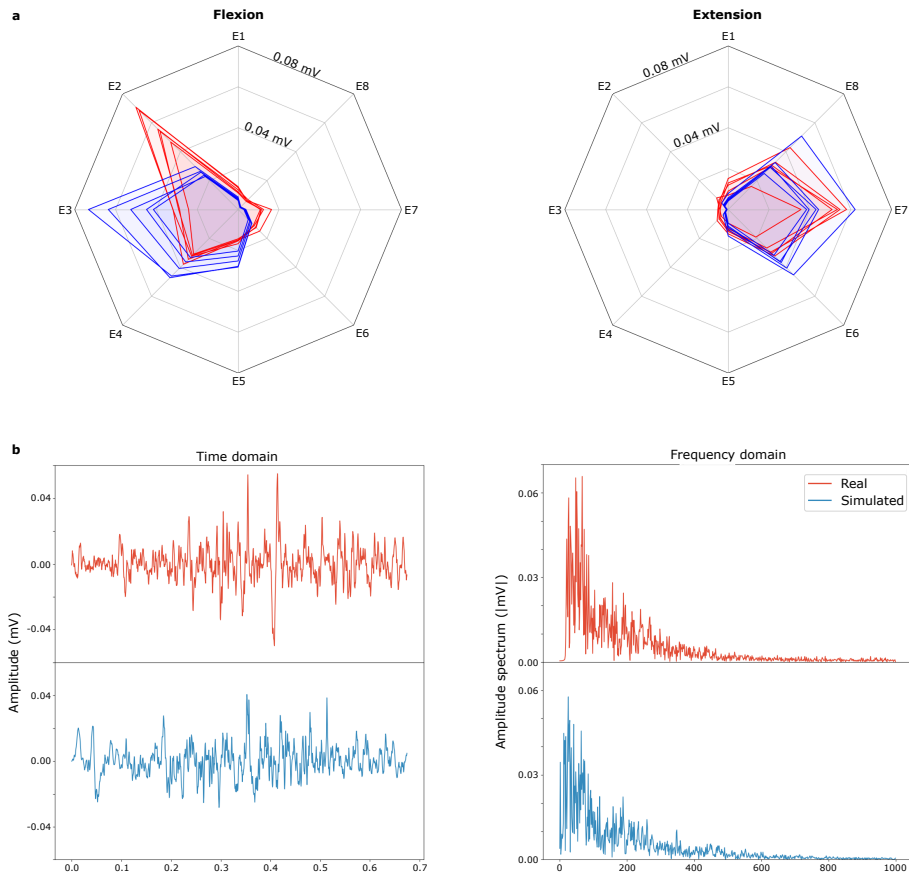 a
Flexion
Extension
E1
E2
E3
E4
E5
E6
E7
E8
0.08 mV
0.04 mV
E1
E2
E3
E4
E5
E6
E7
E8
0.08 mV
0.04 mV
b
Time domain
Amplitude (mV)
0.04
0.00
-0.04
0.04
0.00
-0.04
0.0 0.1 0.2 0.3 0.4 0.5 0.6 0.7
Frequency domain
Amplitude spectrum (|mV|)
Real
Simulated
0.06
0.03
0.00
0.06
0.03
0.00
0 200 400 600 800 1000